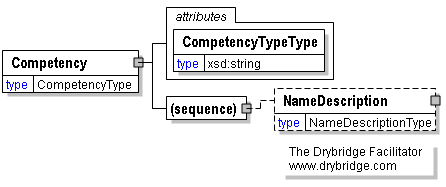 attributes
Competency
type CompetencyType
CompetencyTypeType
type xsd:string
(sequence)
NameDescription
type NameDescriptionType
The Drybridge Facilitator
www.drybridge.com